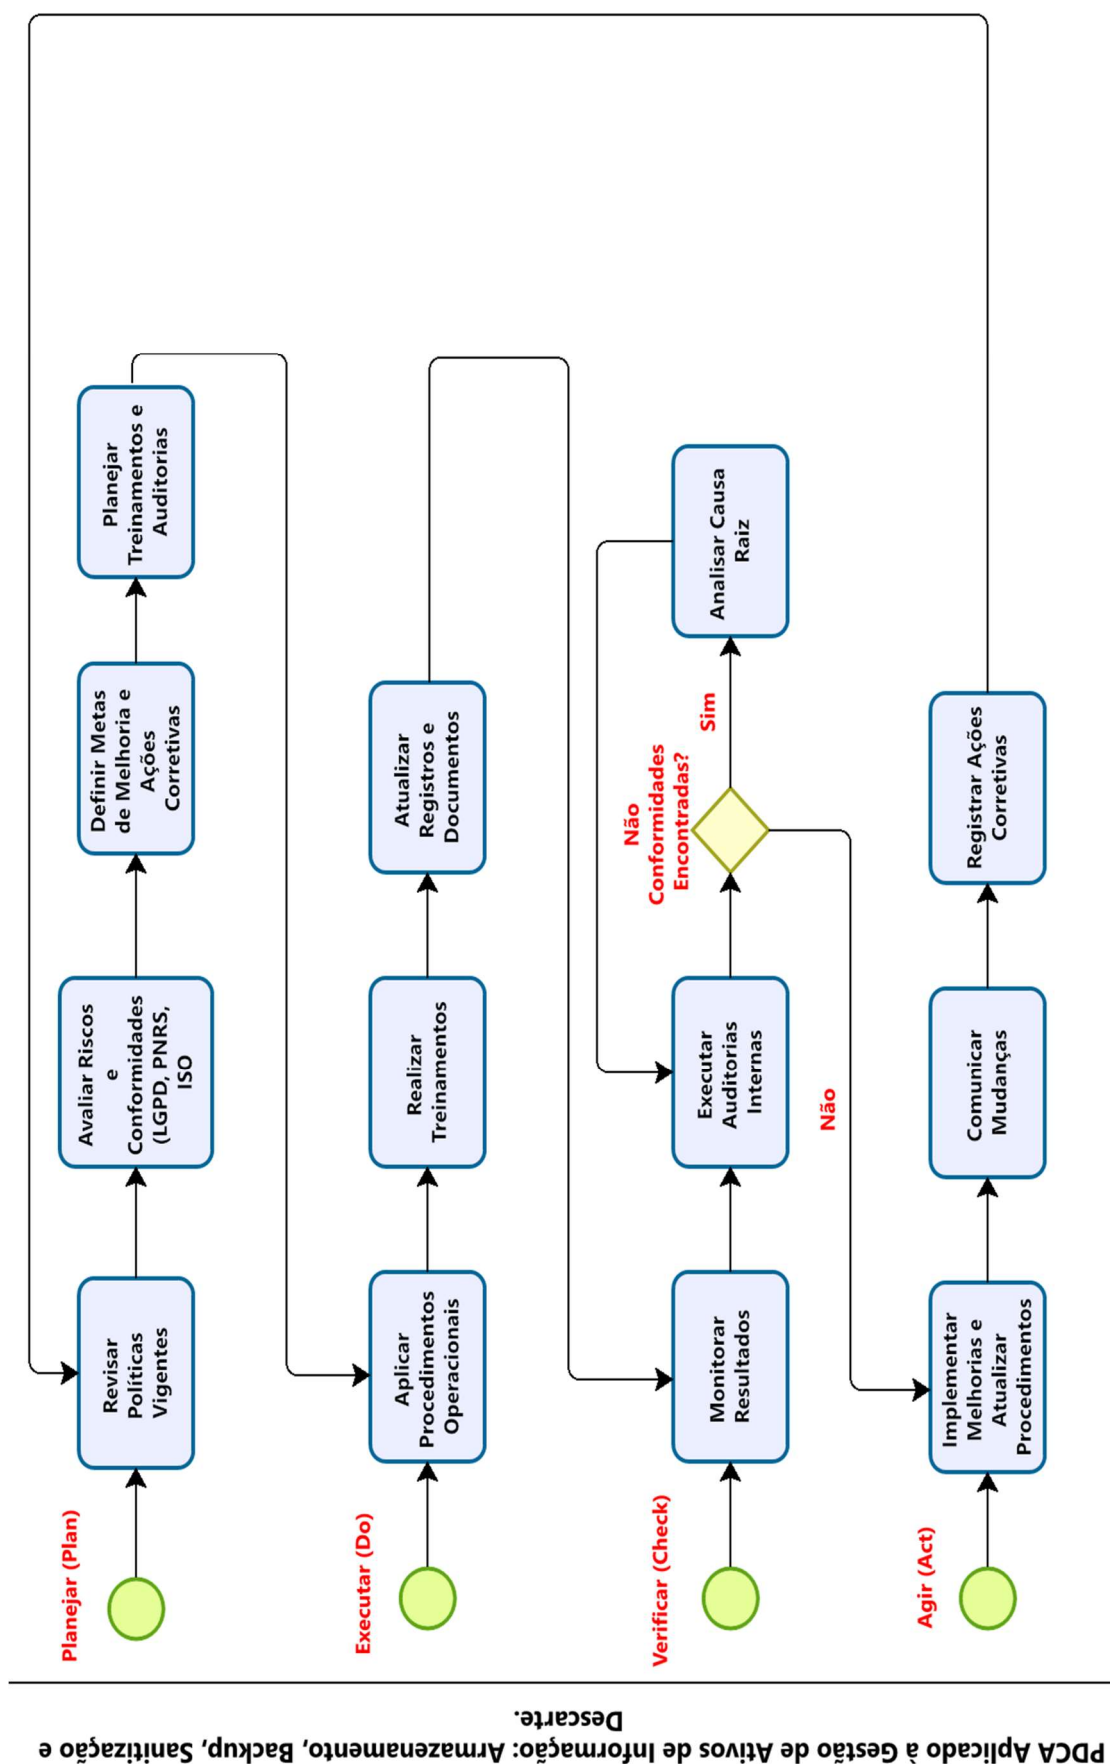 PDCA Aplicado à Gestão de Ativos de Informação: Armazenamento, Backup, Sanitização e
Descarte.
Planejar (Plan)
Revisar
Políticas
Vigentes
Avaliar Riscos
e
Conformidades
(LGPD, PNRS,
ISO
Definir Metas
de Melhoria e
Ações
Corretivas
Planejar
Treinamentos e
Auditorias
Executar (Do)
Aplicar
Procedimentos
Operacionais
Realizar
Treinamentos
Atualizar
Registros e
Documentos
Verificar (Check)
Monitorar
Resultados
Executar
Auditorias
Internas
Não
Conformidades
Encontradas?
Sim
Analisar Causa
Raiz
Não
Agir (Act)
Implementar
Melhorias e
Atualizar
Procedimentos
Comunicar
Mudanças
Registrar Ações
Corretivas